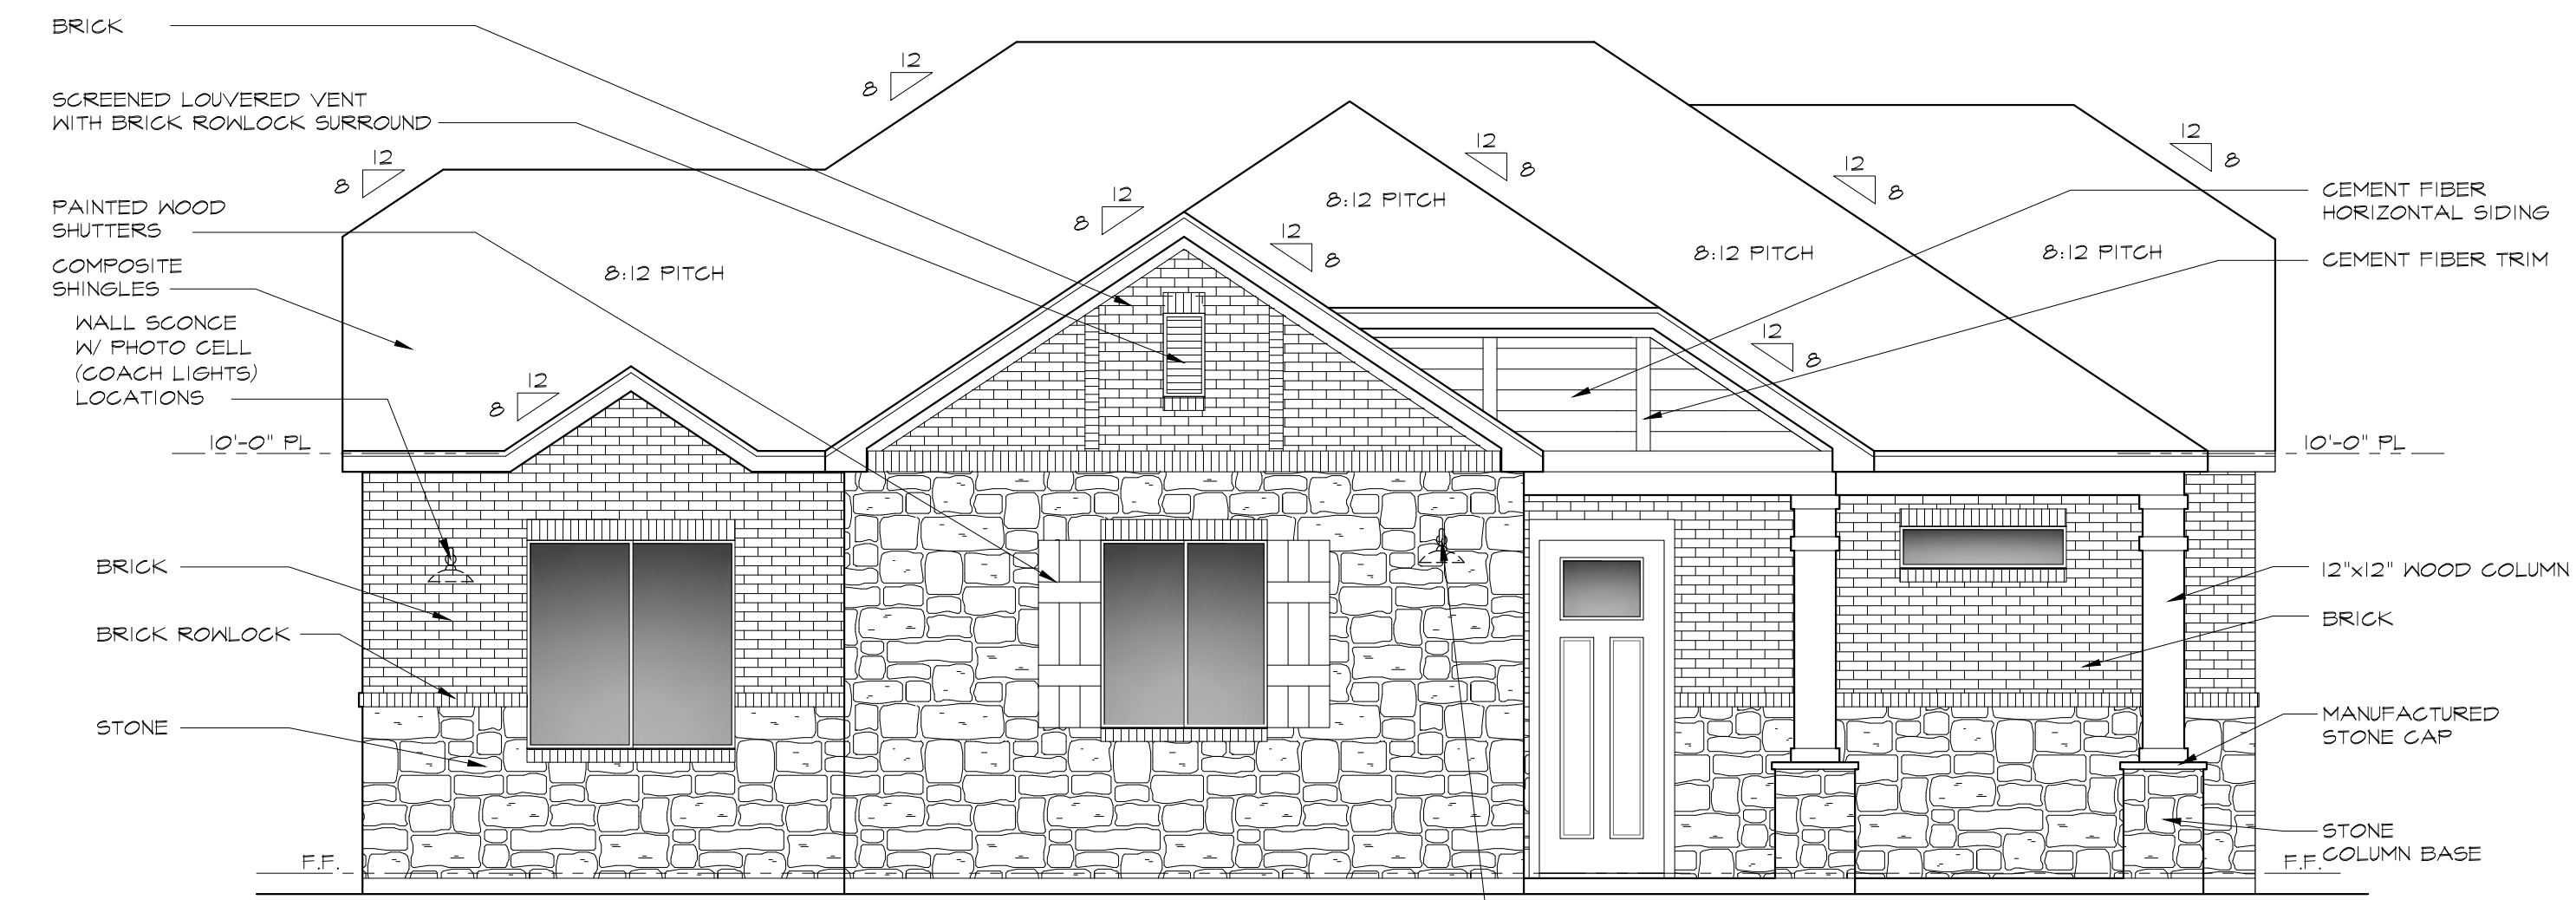 BRICK
SCREENED LOUVERED VENT
WITH BRICK ROWLOCK SURROUND
PAINTED WOOD
SHUTTERS
COMPOSITE
SHINGLES
WALL SCONCE
W/ PHOTO CELL
(COACH LIGHTS)
LOCATIONS
10'-0" PL
BRICK
BRICK ROWLOCK
STONE
F.F.
12
8
12
8
12
8
12
8
12
8
12
8
12
8
12
8
12
8
8:12 PITCH
8:12 PITCH
8:12 PITCH
8:12 PITCH
CEMENT FIBER
HORIZONTAL SIDING
CEMENT FIBER TRIM
10'-0" PL
12"x12" WOOD COLUMN
BRICK
MANUFACTURED
STONE CAP
STONE
COLUMN BASE
F.F.